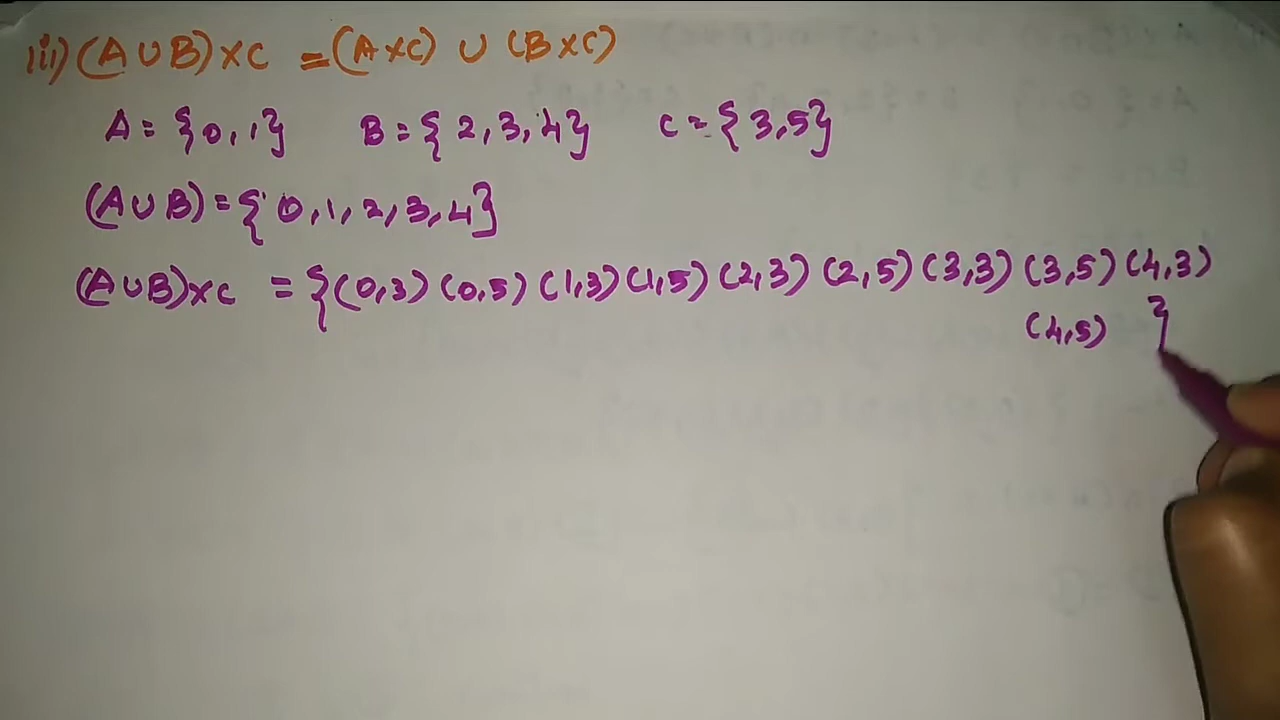 iii) (A∪B)×C = (A×C) ∪ (B×C)
A = {0,1} B = {2,3,4} C = {3,5}
(A∪B) = {0,1,2,3,4}
(A∪B)×C = {(0,3) (0,5) (1,3) (1,5) (2,3) (2,5) (3,3) (3,5) (4,3)
(4,5) }